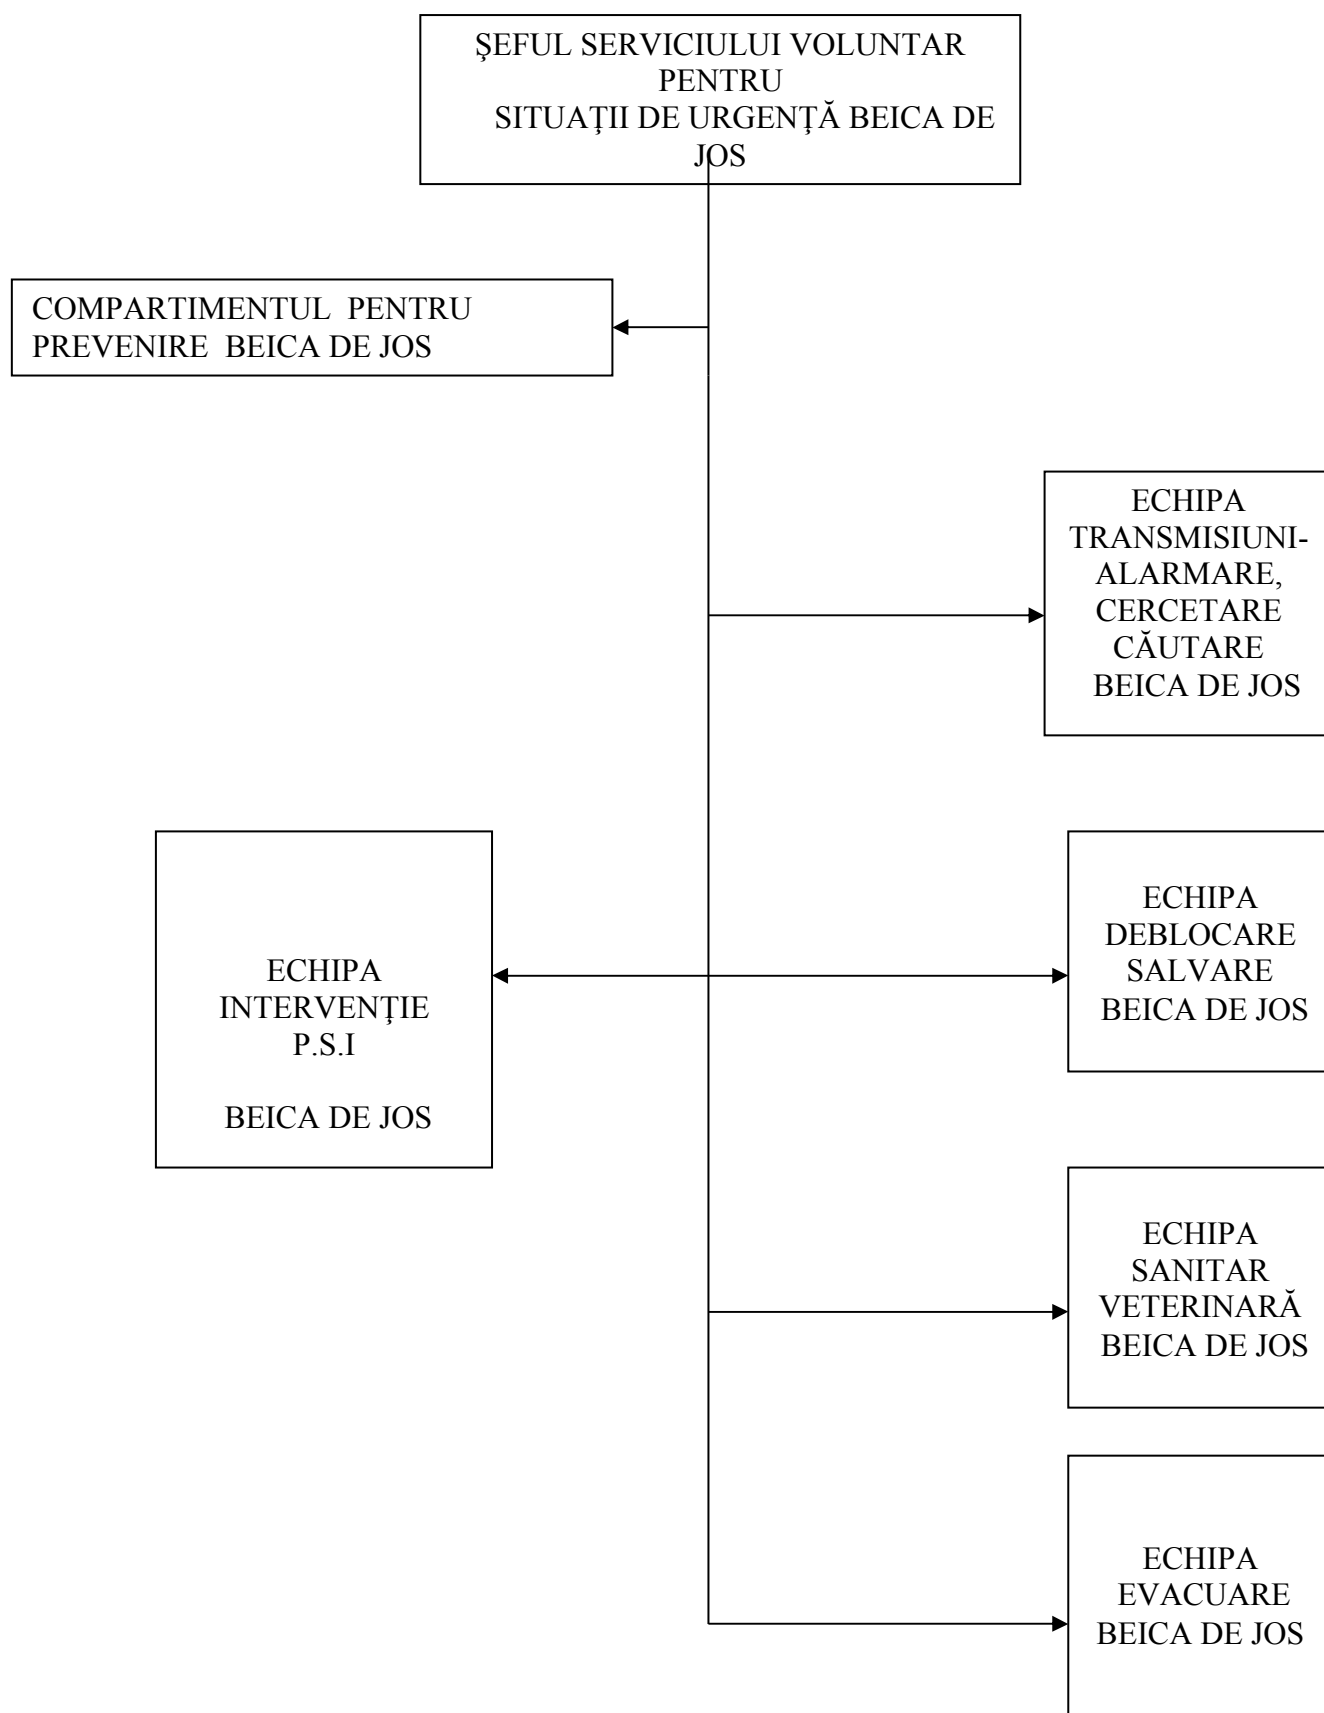 ŞEFUL SERVICIULUI VOLUNTAR
PENTRU
SITUAŢII DE URGENŢĂ BEICA DE
JOS
COMPARTIMENTUL PENTRU
PREVENIRE BEICA DE JOS
ECHIPA
TRANSMISIUNI-
ALARMARE,
CERCETARE
CĂUTARE
BEICA DE JOS
ECHIPA
INTERVENŢIE
P.S.I
BEICA DE JOS
ECHIPA
DEBLOCARE
SALVARE
BEICA DE JOS
ECHIPA
SANITAR
VETERINARĂ
BEICA DE JOS
ECHIPA
EVACUARE
BEICA DE JOS